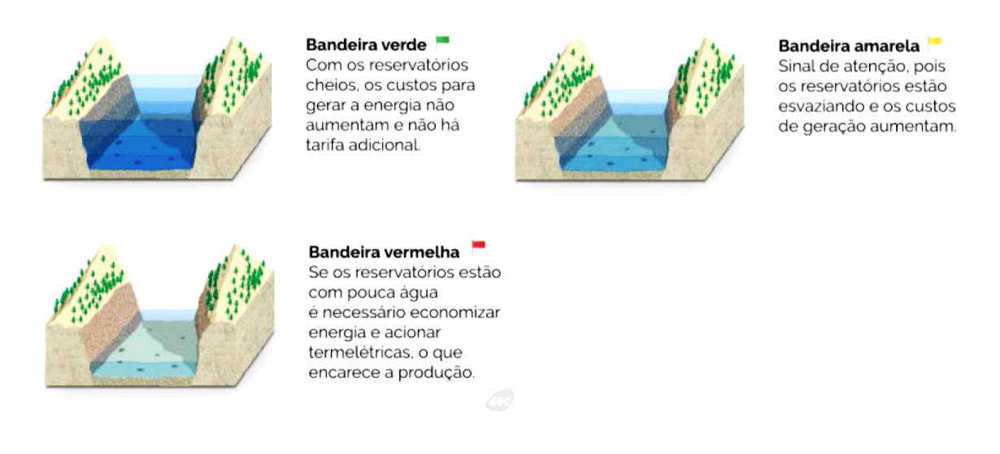 Bandeira verde
Com os reservatórios
cheios, os custos para
gerar a energia não
aumentam e não há
tarifa adicional.
Bandeira amarela
Sinal de atenção, pois
os reservatórios estão
esvaziando e os custos
de geração aumentam.
Bandeira vermelha
Se os reservatórios estão
com pouca água
é necessário economizar
energia e acionar
termelétricas, o que
encarece a produção.
EBC